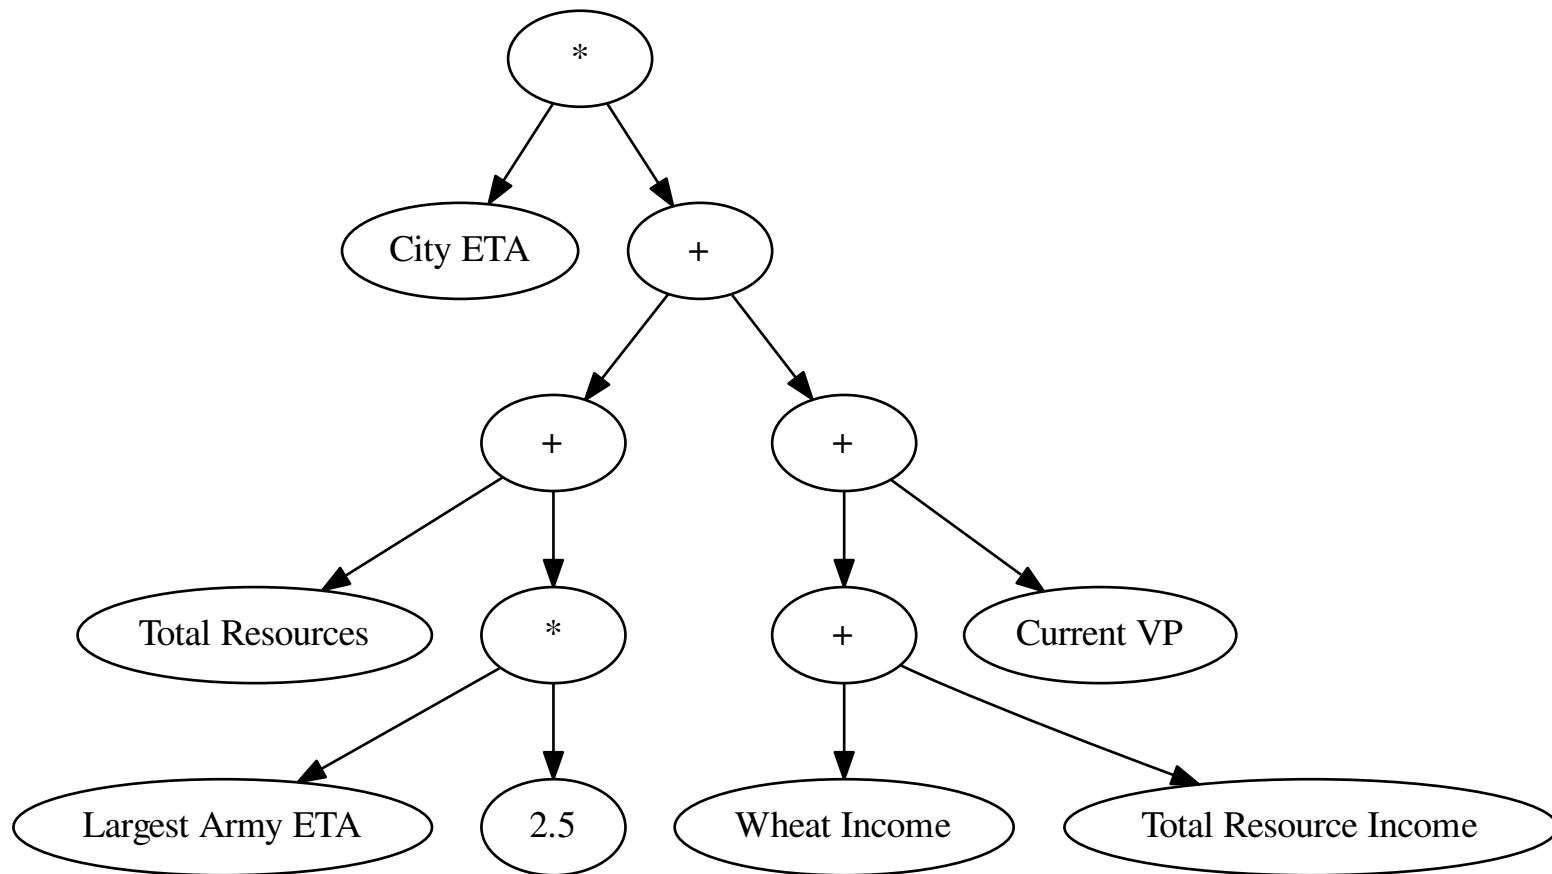 *
City ETA
+
+
+
Total Resources
*
+
Current VP
Largest Army ETA
2.5
Wheat Income
Total Resource Income